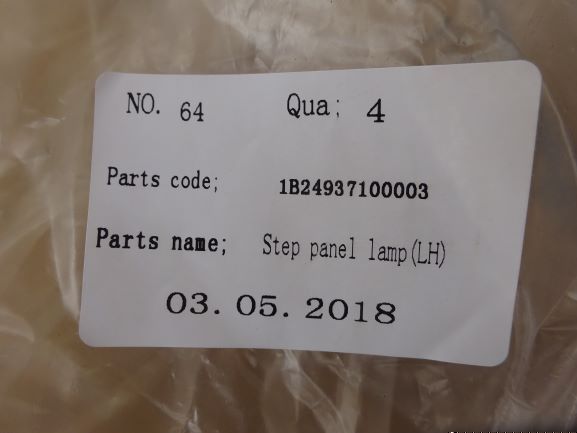 NO. 64 Qua; 4
Parts code; 1B24937100003
Parts name; Step panel lamp(LH)
03. 05. 2018